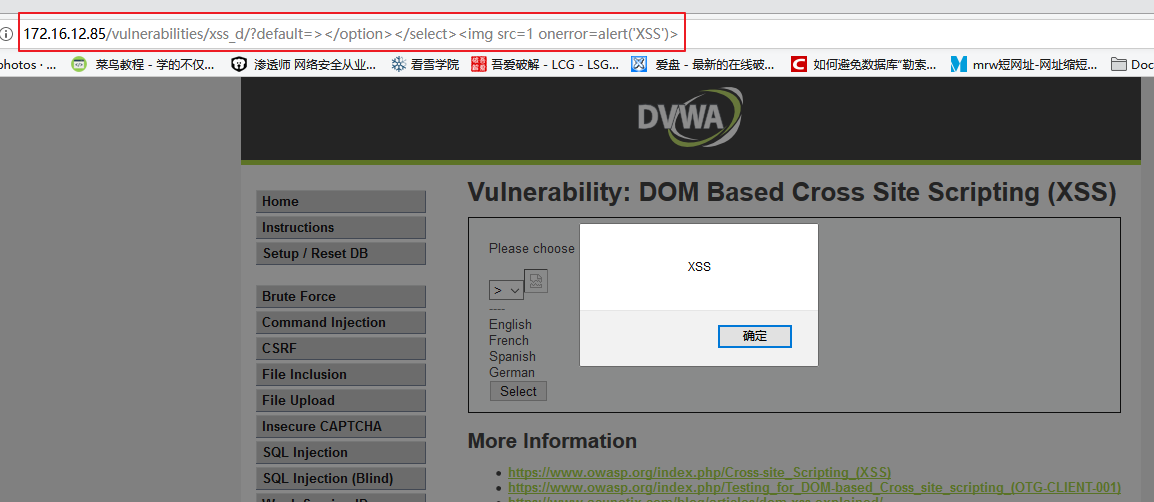 172.16.12.85/vulnerabilities/xss_d/?default=></option></select><img src=1 onerror=alert('XSS')>
photos · ... 菜鸟教程 - 学的不仅... 渗透师 网络安全从业... 看雪学院 吾爱破解 - LCG - LSG... 爱盘 - 最新的在线破... 如何避免数据库“勒索... mrw短网址-网址缩短... Doc
DVWA
Home
Instructions
Setup / Reset DB
Brute Force
Command Injection
CSRF
File Inclusion
File Upload
Insecure CAPTCHA
SQL Injection
SQL Injection (Blind)
Vulnerability: DOM Based Cross Site Scripting (XSS)
Please choose
>
----
English
French
Spanish
German
Select
XSS
确定
More Information
https://www.owasp.org/index.php/Cross-site_Scripting_(XSS)
https://www.owasp.org/index.php/Testing_for_DOM-based_Cross_site_scripting_(OTG-CLIENT-001)